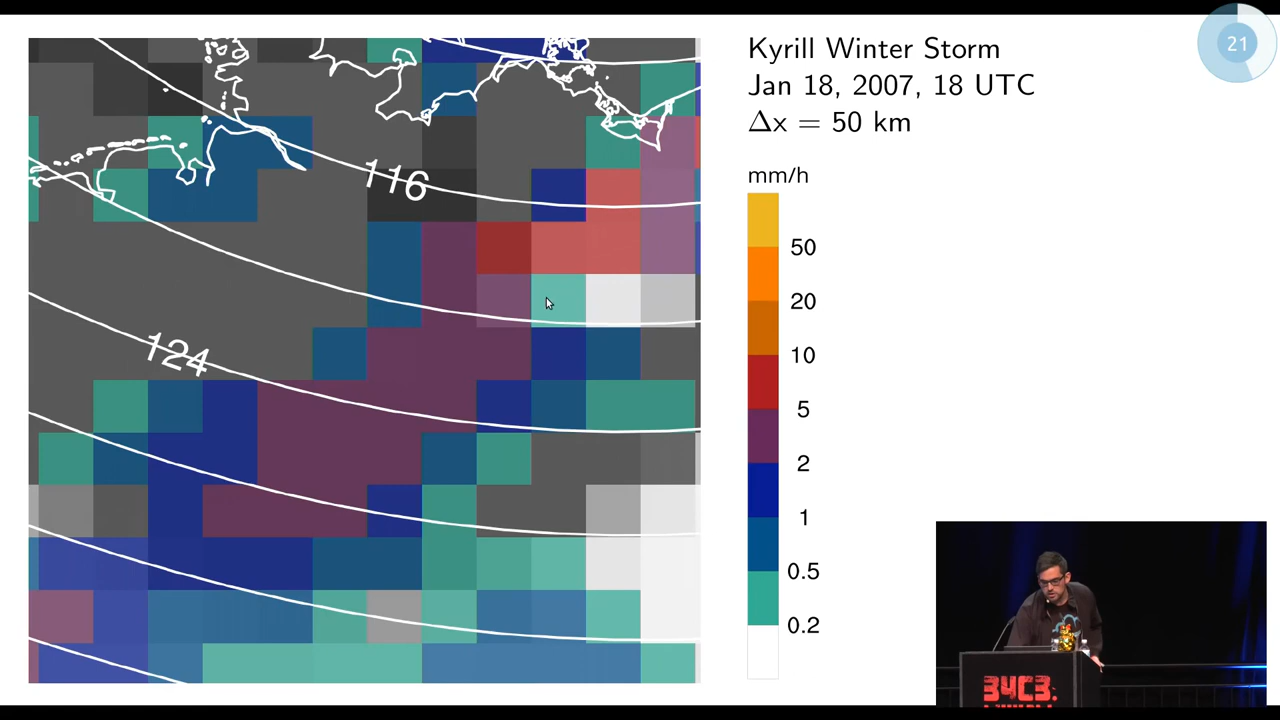 21
Kyrill Winter Storm
Jan 18, 2007, 18 UTC
Δx = 50 km
mm/h
50
20
10
5
2
1
0.5
0.2
116
124
34C3.